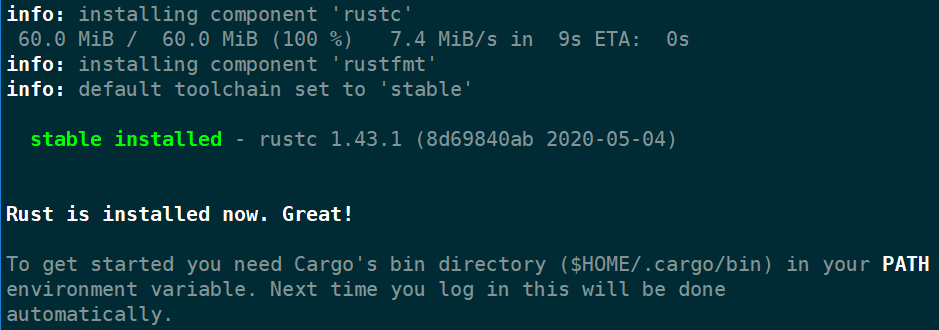 info: installing component 'rustc'
60.0 MiB / 60.0 MiB (100 %) 7.4 MiB/s in 9s ETA: 0s
info: installing component 'rustfmt'
info: default toolchain set to 'stable'
stable installed - rustc 1.43.1 (8d69840ab 2020-05-04)
Rust is installed now. Great!
To get started you need Cargo's bin directory ($HOME/.cargo/bin) in your PATH
environment variable. Next time you log in this will be done
automatically.